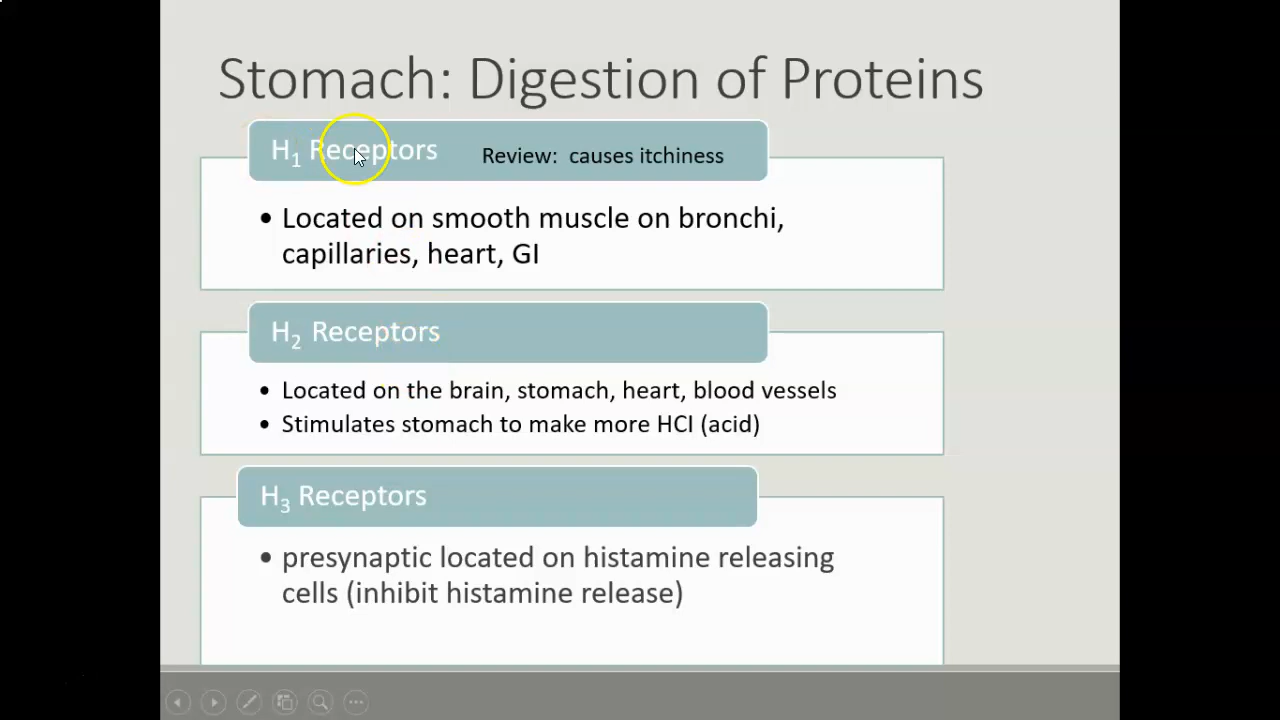 Stomach: Digestion of Proteins
H₁ Receptors Review: causes itchiness
• Located on smooth muscle on bronchi,
capillaries, heart, GI
H₂ Receptors
• Located on the brain, stomach, heart, blood vessels
• Stimulates stomach to make more HCI (acid)
H₃ Receptors
• presynaptic located on histamine releasing
cells (inhibit histamine release)